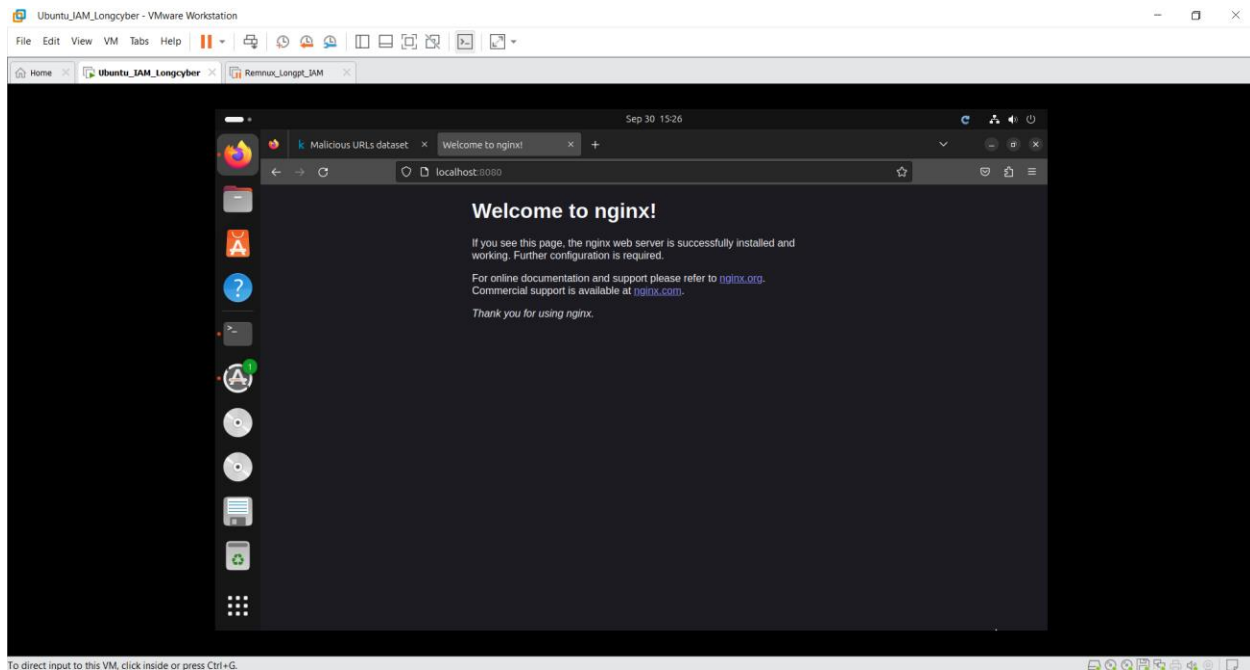 Ubuntu_IAM_Longcyber - VMware Workstation
File Edit View VM Tabs Help
Home Ubuntu_IAM_Longcyber Remnux_Longpt_IAM
Sep 30 15:26
Malicious URLs dataset Welcome to nginx!
localhost:8080
Welcome to nginx!
If you see this page, the nginx web server is successfully installed and
working. Further configuration is required.
For online documentation and support please refer to nginx.org.
Commercial support is available at nginx.com.
Thank you for using nginx.
1
To direct input to this VM, click inside or press Ctrl+G.